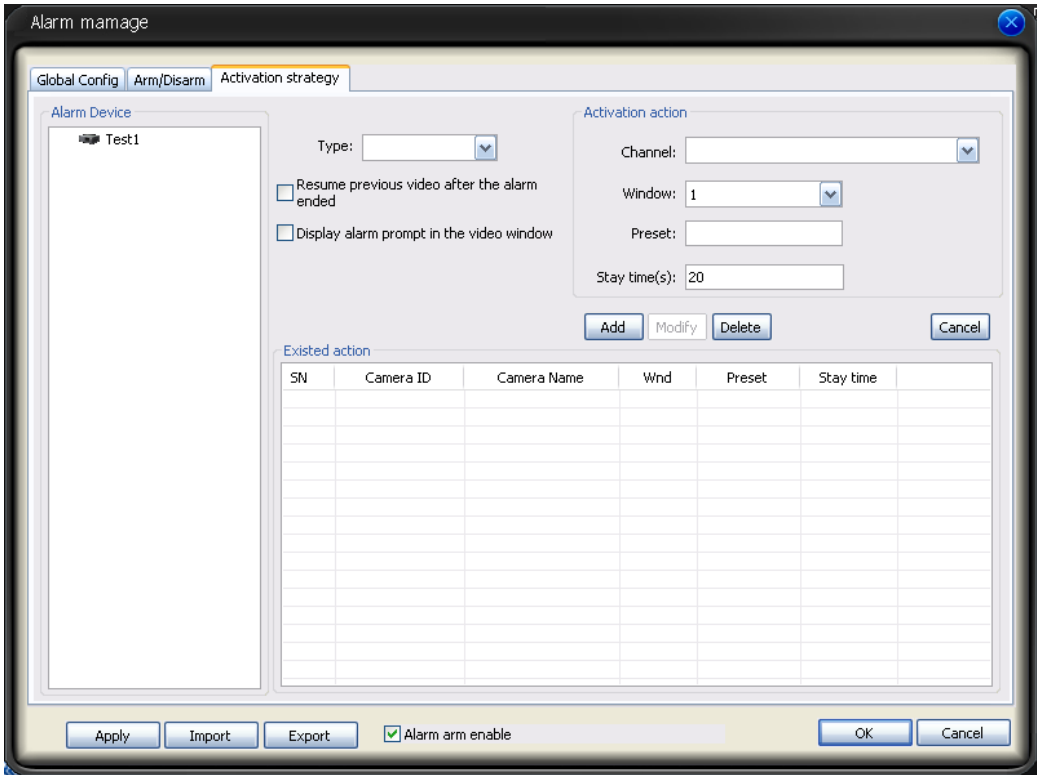 Alarm mamage
Global Config
Arm/Disarm
Activation strategy
Alarm Device
Test1
Type:
Resume previous video after the alarm
ended
Display alarm prompt in the video window
Activation action
Channel:
Window: 1
Preset:
Stay time(s): 20
Add
Modify
Delete
Cancel
Existed action
SN Camera ID Camera Name Wnd Preset Stay time
Apply
Import
Export
Alarm arm enable
OK
Cancel